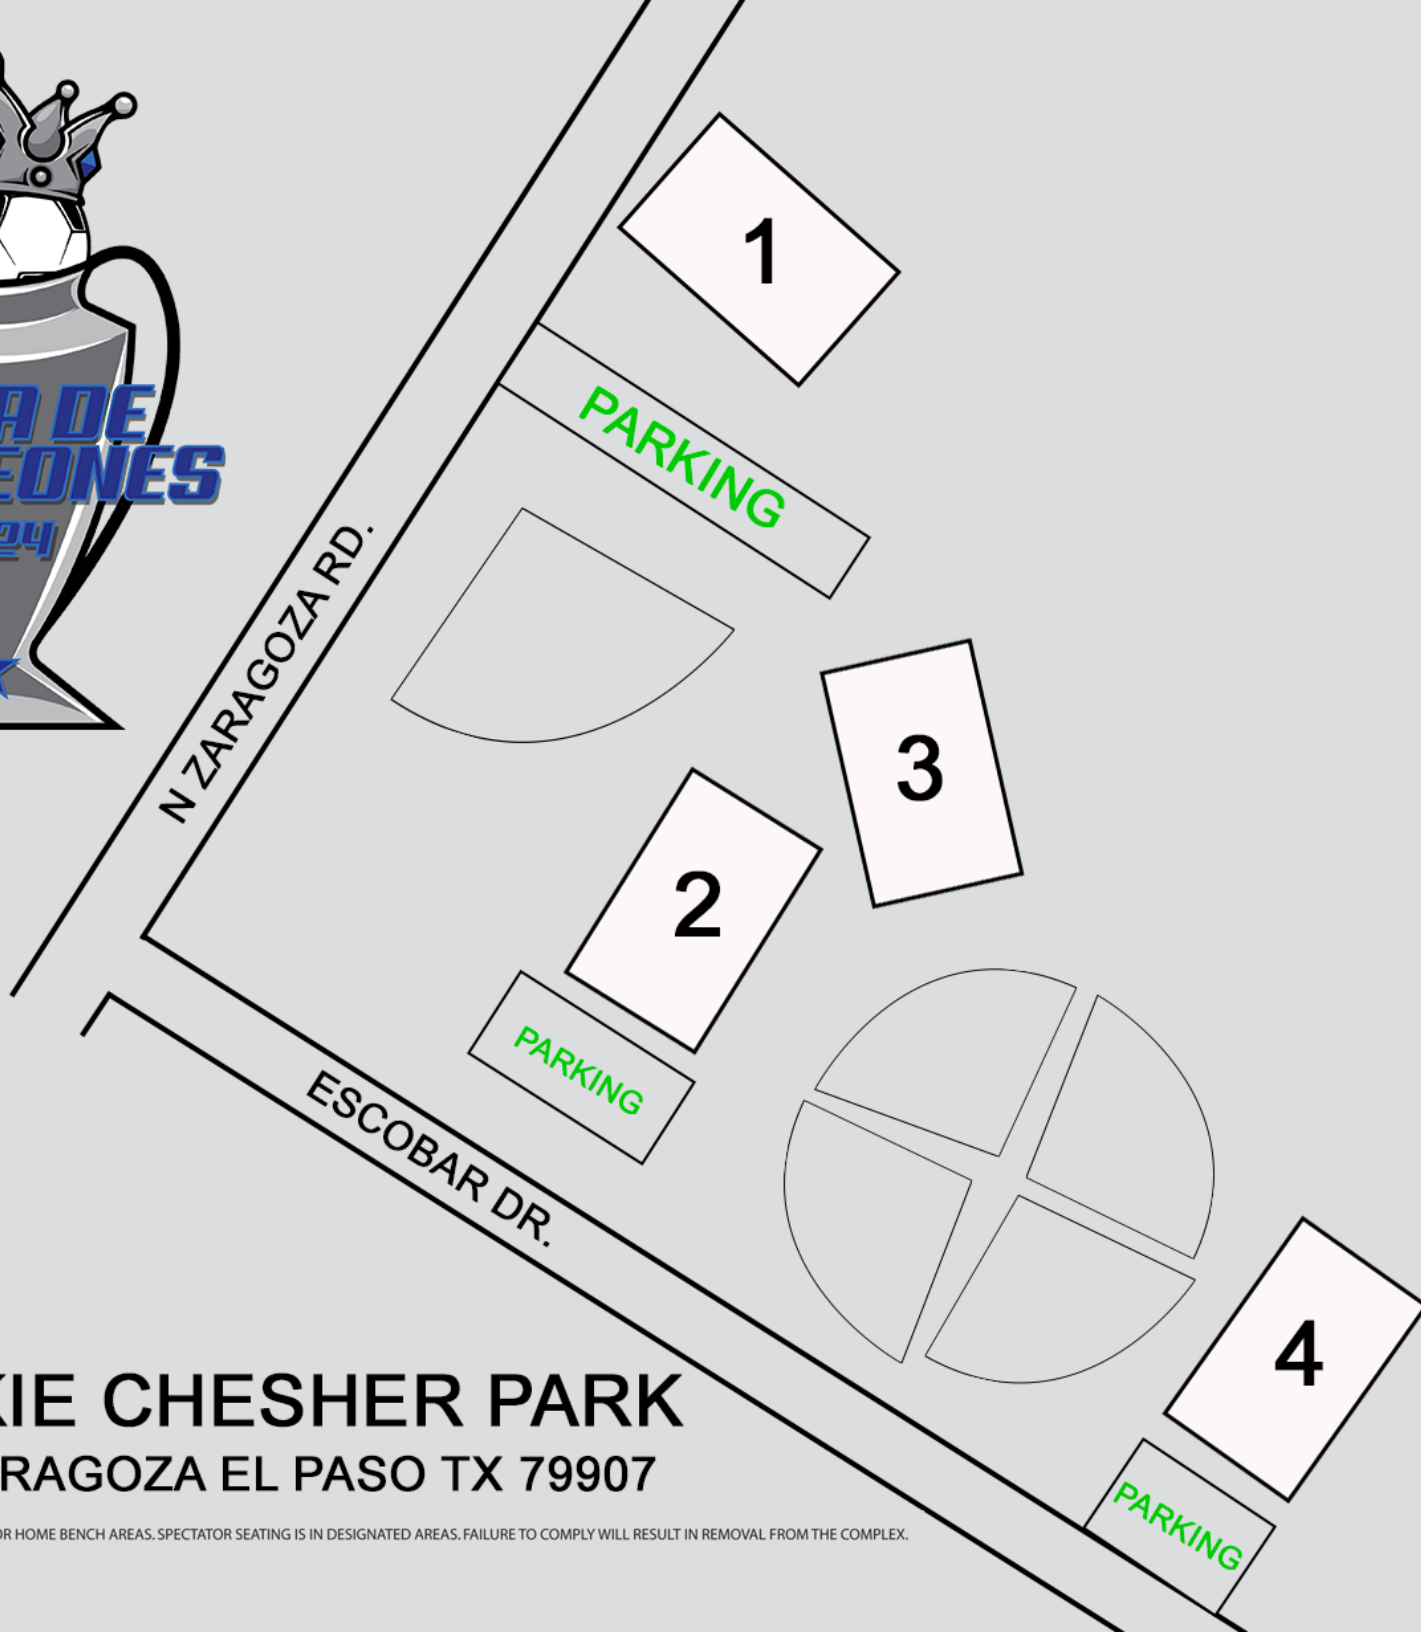 1
PARKING
A DE
EONES
24
N ZARAGOZA RD.
3
2
PARKING
ESCOBAR DR.
4
PARKING
KIE CHESHER PARK
RAGOZA EL PASO TX 79907
OR HOME BENCH AREAS. SPECTATOR SEATING IS IN DESIGNATED AREAS. FAILURE TO COMPLY WILL RESULT IN REMOVAL FROM THE COMPLEX.